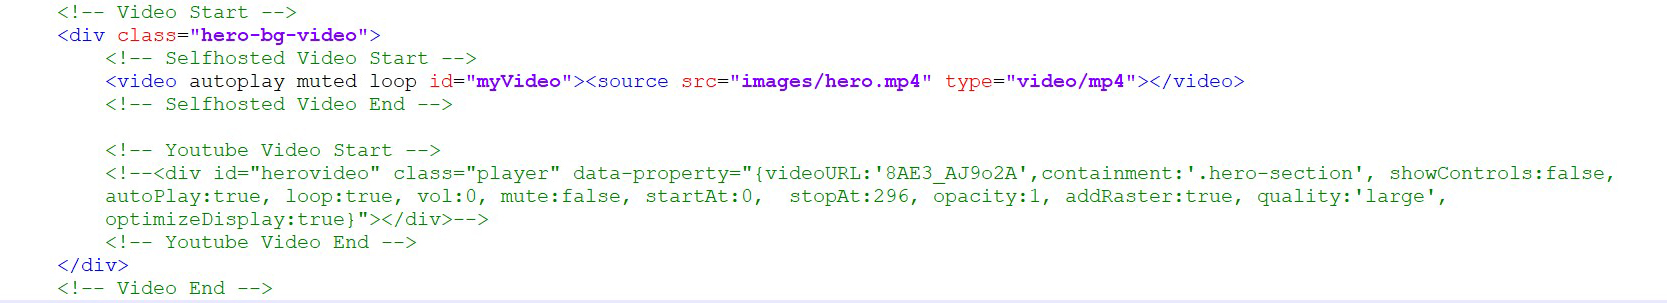 <!-- Video Start -->
<div class="hero-bg-video">
<!-- Selfhosted Video Start -->
<video autoplay muted loop id="myVideo"><source src="images/hero.mp4" type="video/mp4"></video>
<!-- Selfhosted Video End -->
<!-- Youtube Video Start -->
<!--<div id="herovideo" class="player" data-property="{videoURL:'8AE3_AJ9o2A',containment:'.hero-section', showControls:false,
autoPlay:true, loop:true, vol:0, mute:false, startAt:0,  stopAt:296, opacity:1, addRaster:true, quality:'large',
optimizeDisplay:true}"></div>-->
<!-- Youtube Video End -->
</div>
<!-- Video End -->